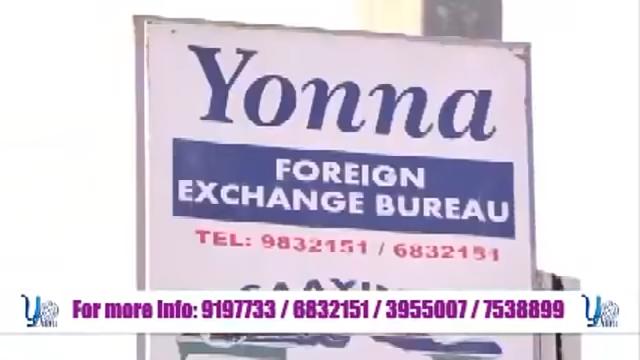 Yonna
FOREIGN
EXCHANGE BUREAU
TEL: 9832151 / 6832151
For more Info: 9197733 / 6832151 / 3955007 / 7538899